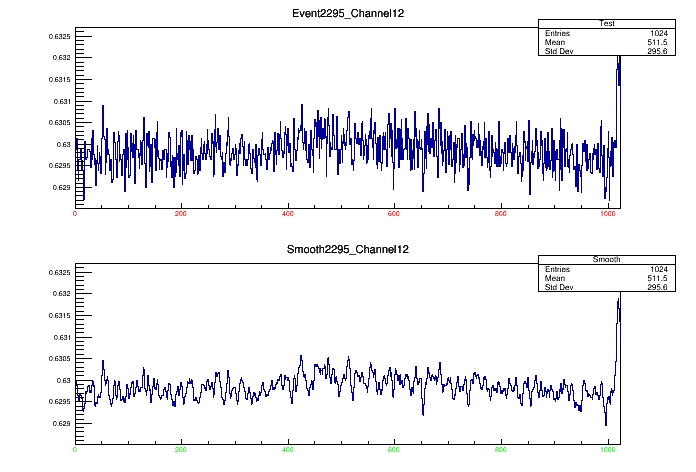 Event2295_Channel12
Test
Entries 1024
Mean 511.5
Std Dev 295.6
0.6325
0.632
0.6315
0.631
0.6305
0.63
0.6295
0.629
0 200 400 600 800 1000
Smooth2295_Channel12
Smooth
Entries 1024
Mean 511.5
Std Dev 295.6
0.6325
0.632
0.6315
0.631
0.6305
0.63
0.6295
0.629
0 200 400 600 800 1000